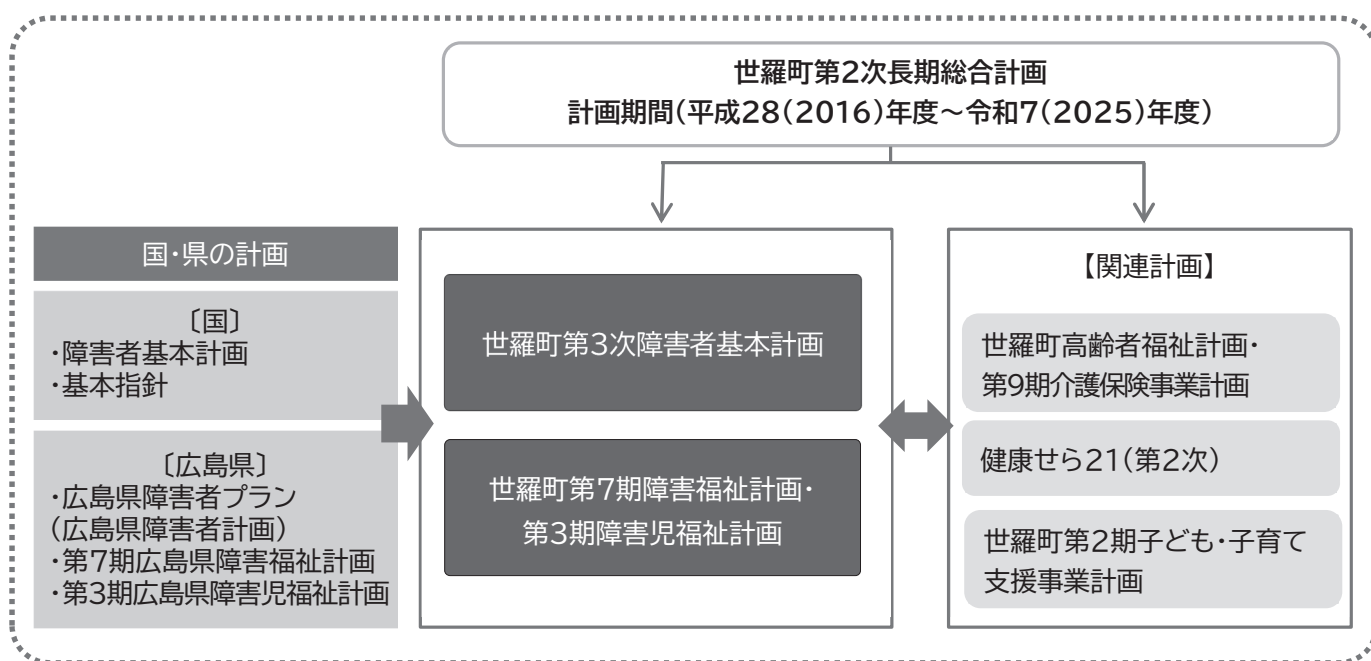 世羅町第2次長期総合計画
計画期間(平成28(2016)年度～令和7(2025)年度)
国・県の計画
〔国〕
・障害者基本計画
・基本指針
〔広島県〕
・広島県障害者プラン
(広島県障害者計画)
・第7期広島県障害福祉計画
・第3期広島県障害児福祉計画
世羅町第3次障害者基本計画
世羅町第7期障害福祉計画・
第3期障害児福祉計画
【関連計画】
世羅町高齢者福祉計画・
第9期介護保険事業計画
健康せら21(第2次)
世羅町第2期子ども・子育て
支援事業計画